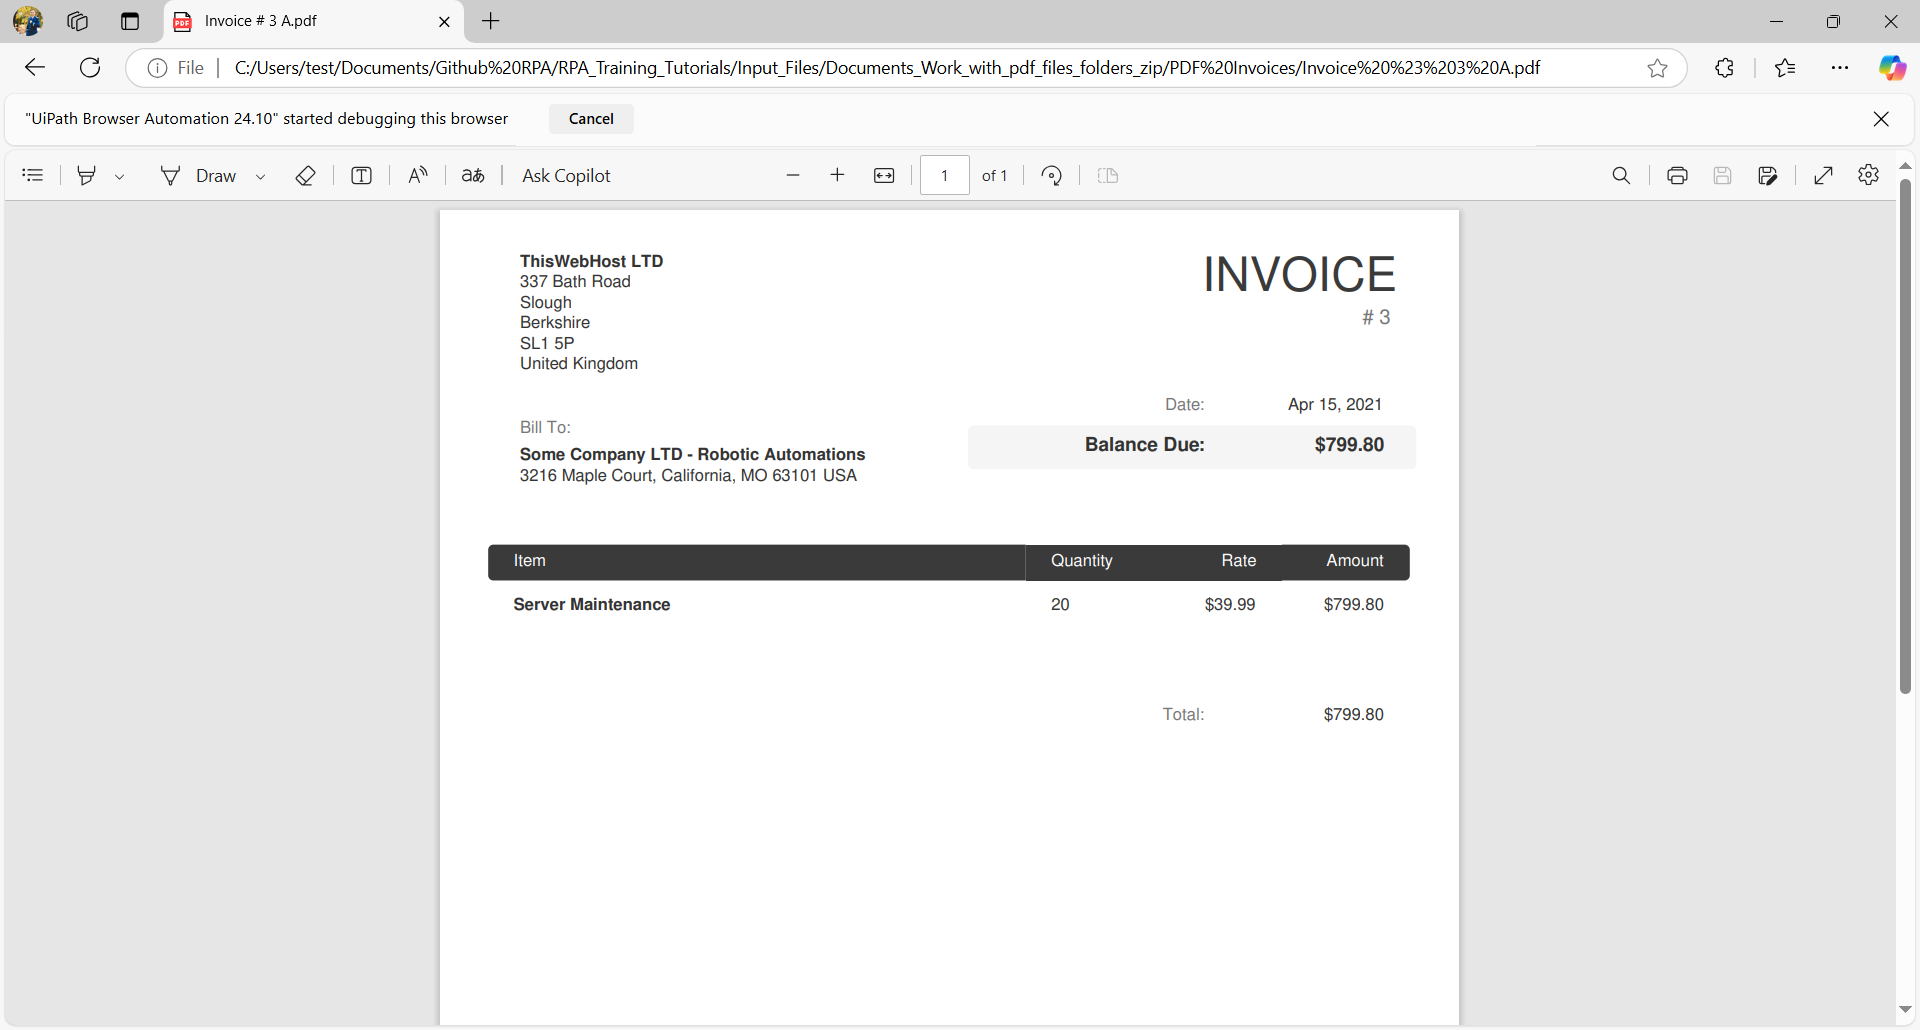 Invoice # 3 A.pdf
File
C:/Users/test/Documents/Github%20RPA/RPA_Training_Tutorials/Input_Files/Documents_Work_with_pdf_files_folders_zip/PDF%20Invoices/Invoice%20%23%203%20A.pdf
"UiPath Browser Automation 24.10" started debugging this browser
Cancel
Draw
aあ
Ask Copilot
1 of 1
ThisWebHost LTD
337 Bath Road
Slough
Berkshire
SL1 5P
United Kingdom
INVOICE
# 3
Date: Apr 15, 2021
Balance Due: $799.80
Bill To:
Some Company LTD - Robotic Automations
3216 Maple Court, California, MO 63101 USA
Item Quantity Rate Amount
Server Maintenance 20 $39.99 $799.80
Total: $799.80